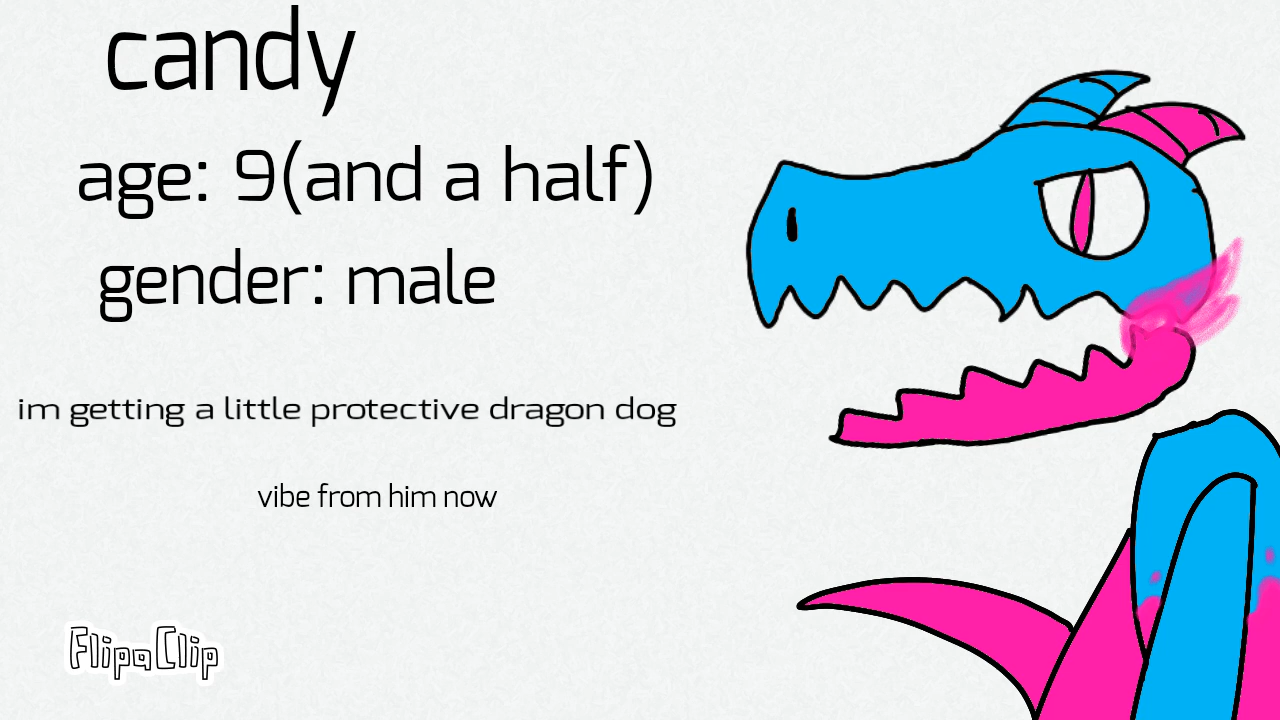 candy
age: 9(and a half)
gender: male
im getting a little protective dragon dog
vibe from him now
FlipaClip